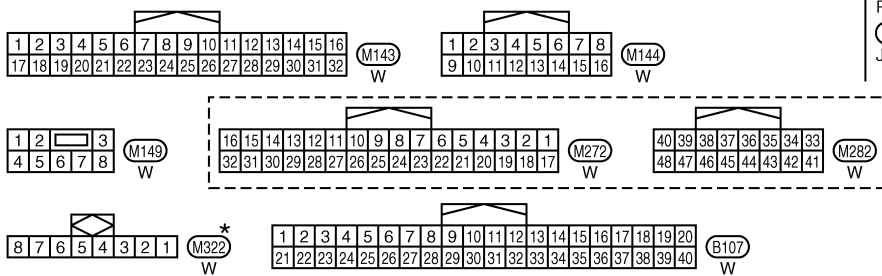 1 2 3 4 5 6 7 8 9 10 11 12 13 14 15 16
17 18 19 20 21 22 23 24 25 26 27 28 29 30 31 32
M143
W
1 2 3 4 5 6 7 8
9 10 11 12 13 14 15 16
M144
W
1 2 3
4 5 6 7 8
M149
W
16 15 14 13 12 11 10 9 8 7 6 5 4 3 2 1
32 31 30 29 28 27 26 25 24 23 22 21 20 19 18 17
M272
W
40 39 38 37 36 35 34 33
48 47 46 45 44 43 42 41
M282
W
8 7 6 5 4 3 2 1
M322 *
W
1 2 3 4 5 6 7 8 9 10 11 12 13 14 15 16 17 18 19 20
21 22 23 24 25 26 27 28 29 30 31 32 33 34 35 36 37 38 39 40
B107
W